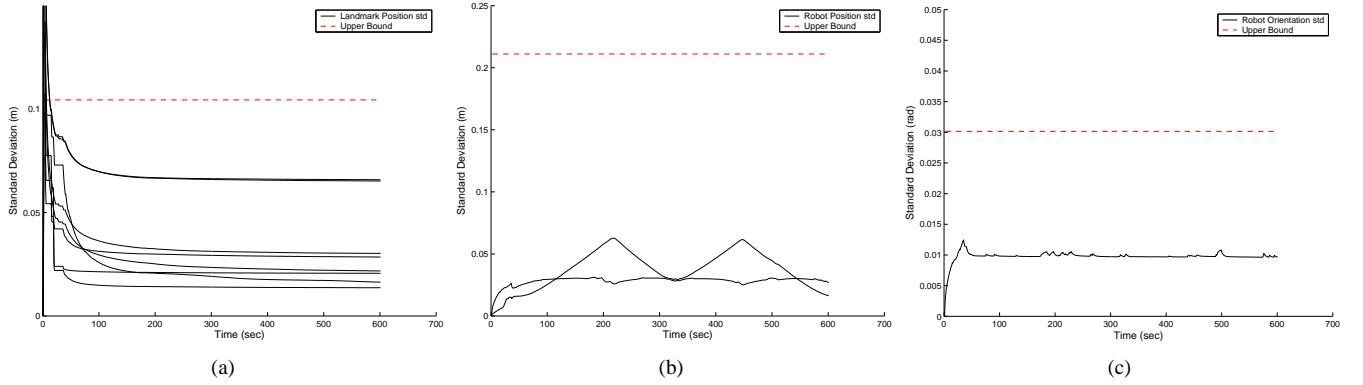 Landmark Position std
Upper Bound
0.1
0.05
0
Standard Deviation (m)
0 100 200 300 400 500 600 700
Time (sec)
(a)
Robot Position std
Upper Bound
0.25
0.2
0.15
0.1
0.05
0
Standard Deviation (m)
0 100 200 300 400 500 600 700
Time (sec)
(b)
Robot Orientation std
Upper Bound
0.05
0.045
0.04
0.035
0.03
0.025
0.02
0.015
0.01
0.005
0
Standard Deviation (rad)
0 100 200 300 400 500 600 700
Time (sec)
(c)